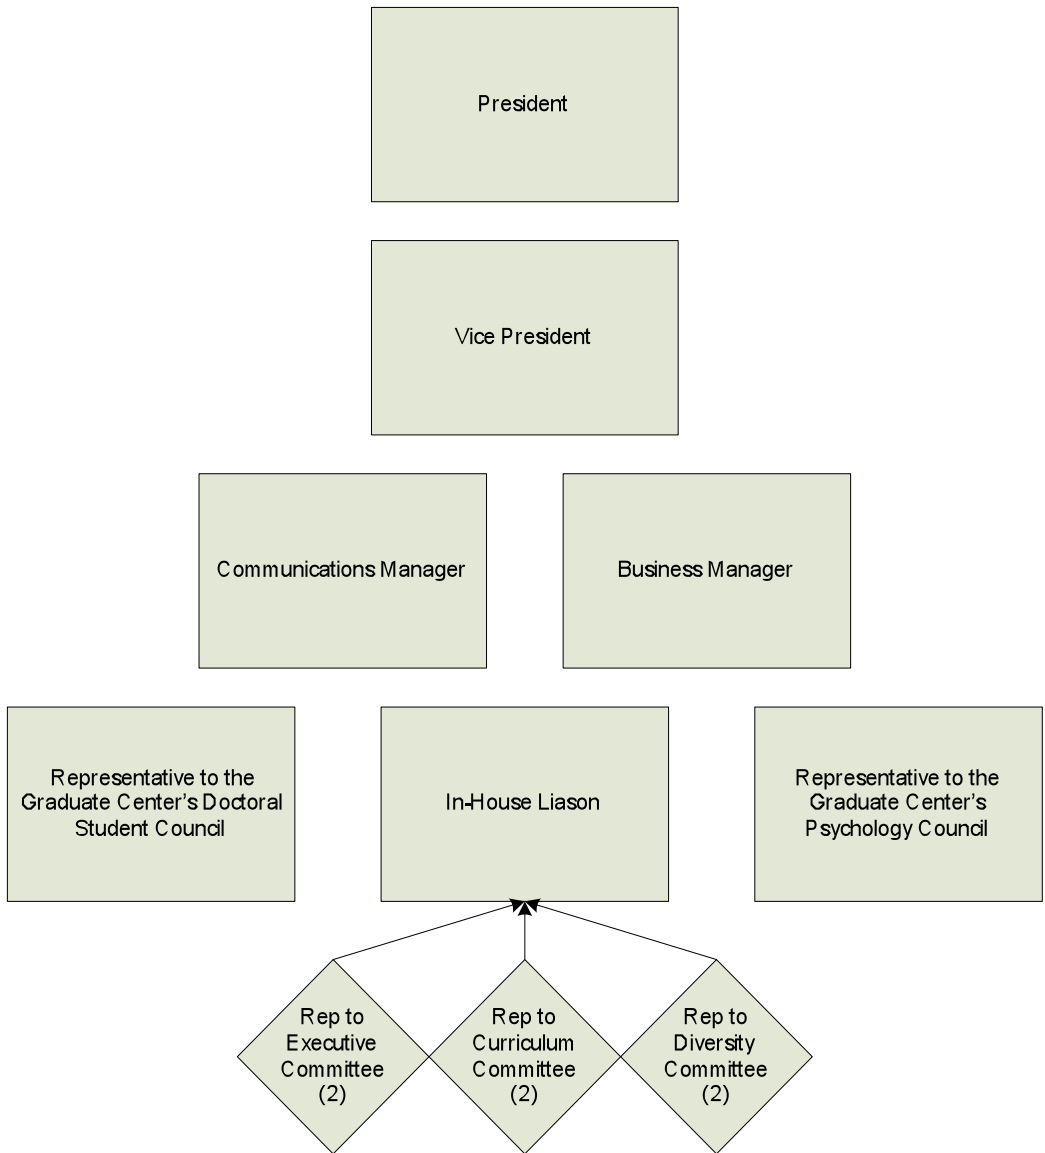 President
Vice President
Communications Manager
Business Manager
Representative to the
Graduate Center’s Doctoral
Student Council
In-House Liason
Representative to the
Graduate Center’s
Psychology Council
Rep to
Executive
Committee
(2)
Rep to
Curriculum
Committee
(2)
Rep to
Diversity
Committee
(2)